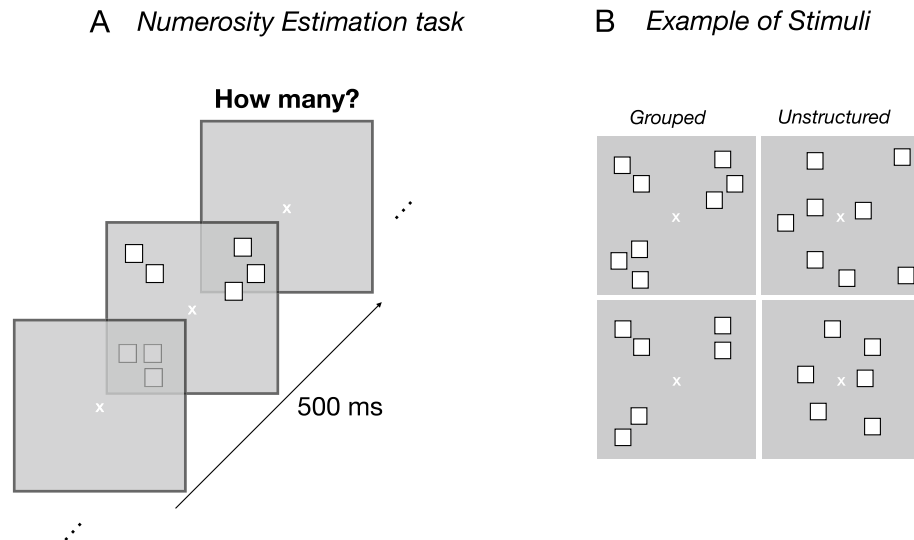 A Numerosity Estimation task
B Example of Stimuli
How many?
Grouped
Unstructured
x
x
x
x
x
x
x
500 ms